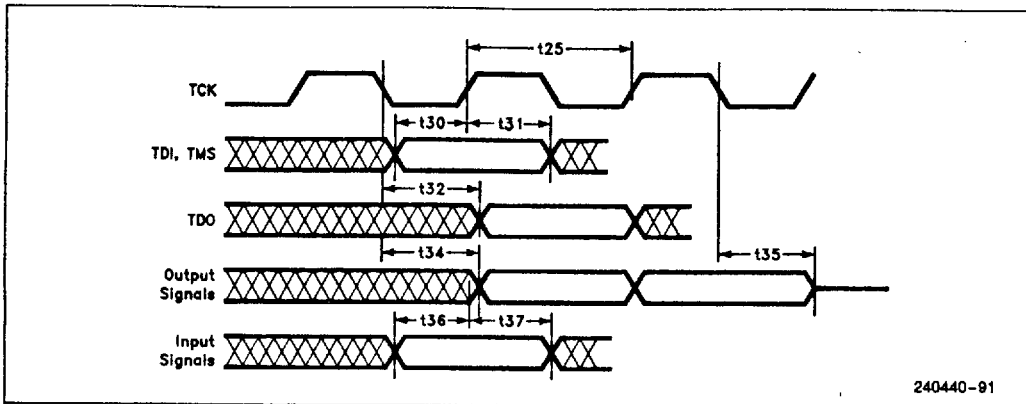 t25
TCK
t30 t31
TDI, TMS
t32
TDO
t34 t35
Output
Signals
t36 t37
Input
Signals
240440-91